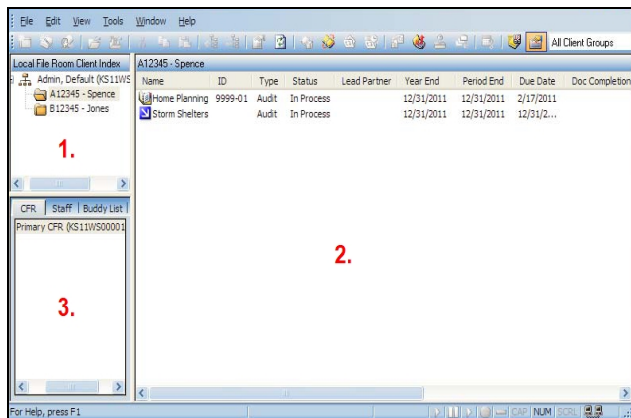 File Edit View Tools Window Help
All Client Groups
Local File Room Client Index
Admin, Default (KS11WS
A12345 - Spence
B12345 - Jones
1.
CFR Staff Buddy List
Primary CFR (KS11WS00001
3.
A12345 - Spence
Name ID Type Status Lead Partner Year End Period End Due Date Doc Completion
Home Planning 9999-01 Audit In Process 12/31/2011 12/31/2011 2/17/2011
Storm Shelters Audit In Process 12/31/2011 12/31/2011 12/31/2...
2.
For Help, press F1
CAP NUM SCRL